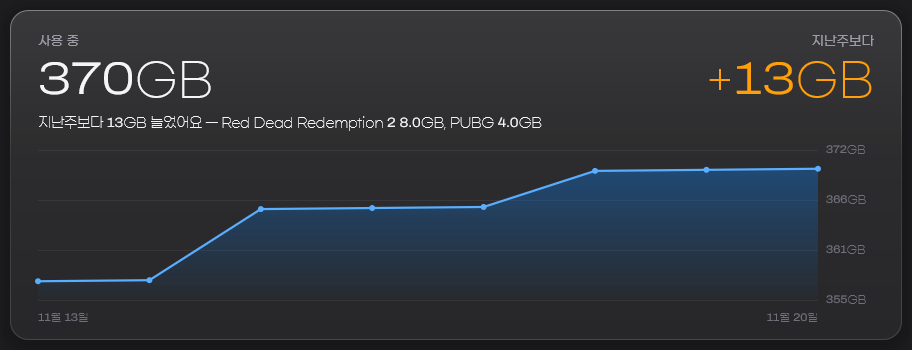 사용 중
지난주보다
370GB
+13GB
지난주보다 13GB 늘었어요 — Red Dead Redemption 2 8.0GB, PUBG 4.0GB
372GB
366GB
361GB
355GB
11월 13일
11월 20일